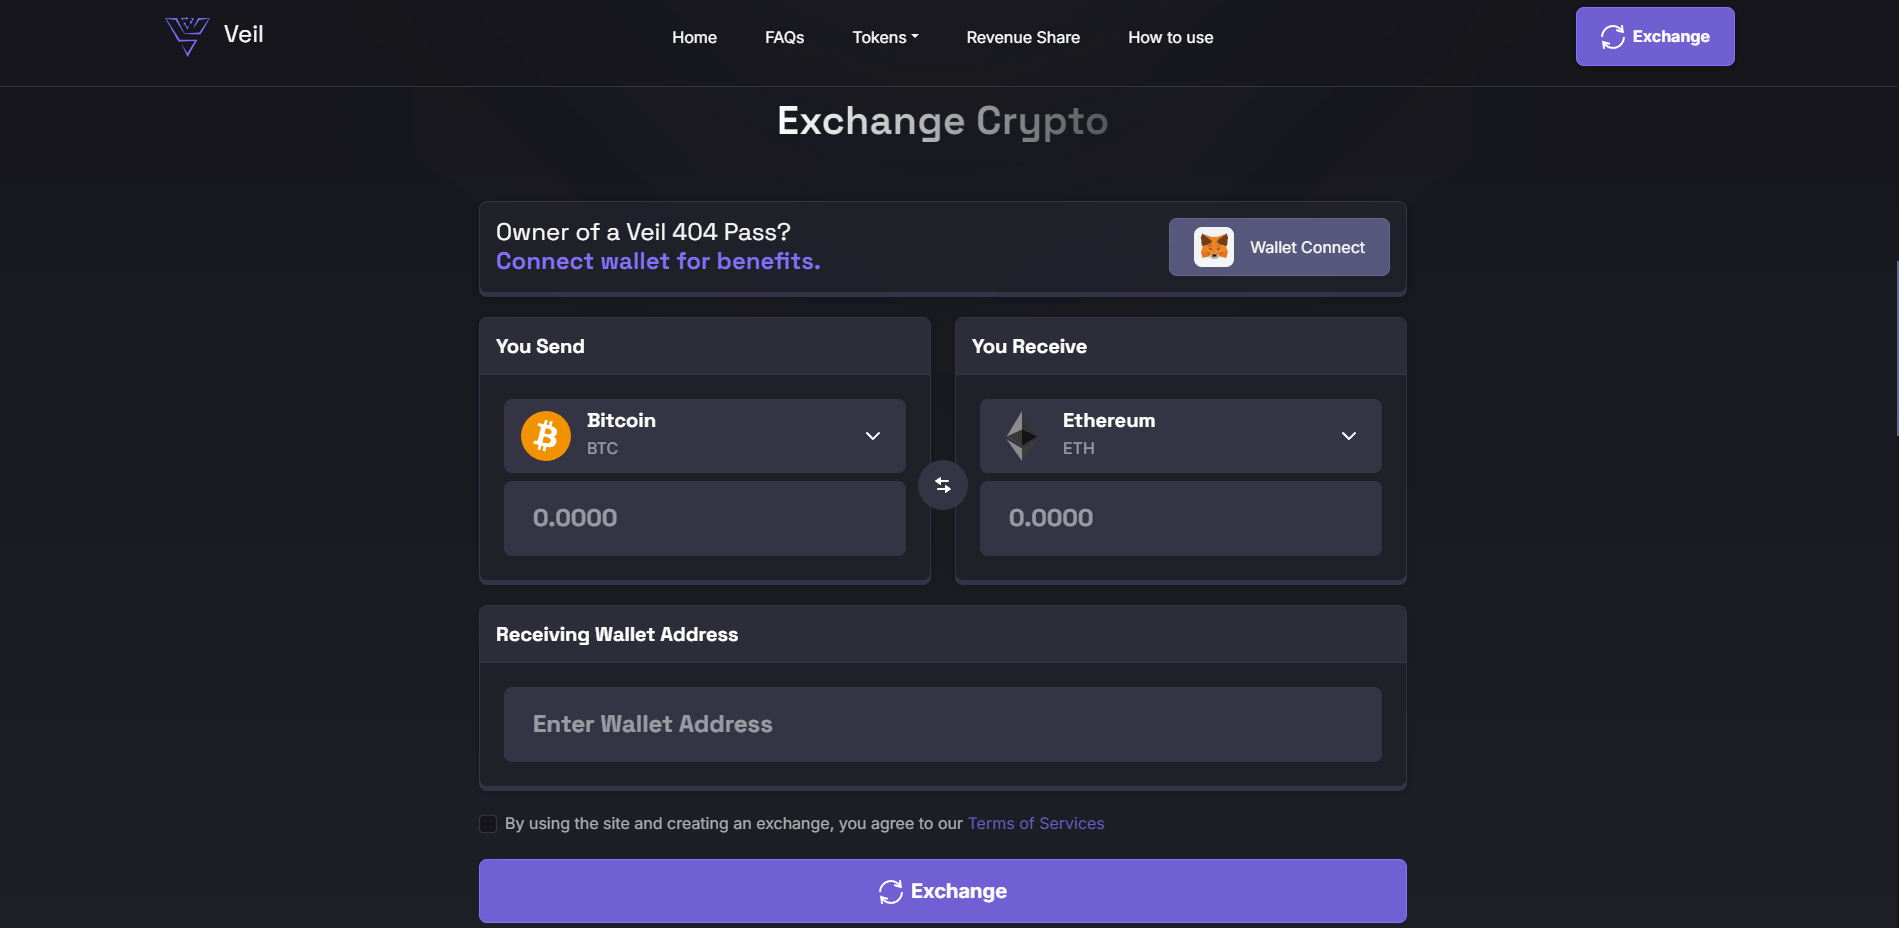 Veil
Home
FAQs
Tokens
Revenue Share
How to use
Exchange
Exchange Crypto
Owner of a Veil 404 Pass?
Connect wallet for benefits.
Wallet Connect
You Send
Bitcoin
BTC
0.0000
You Receive
Ethereum
ETH
0.0000
Receiving Wallet Address
Enter Wallet Address
By using the site and creating an exchange, you agree to our Terms of Services
Exchange